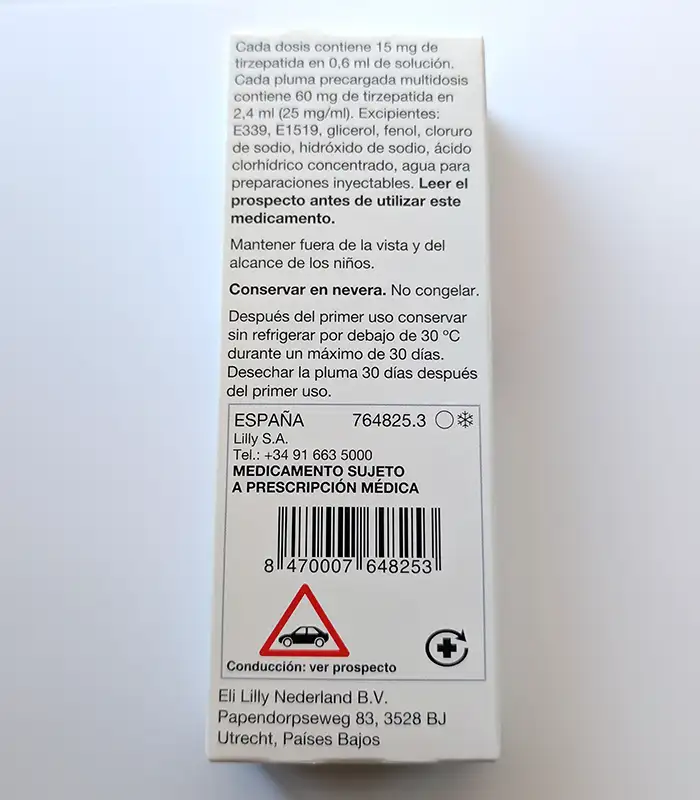 Cada dosis contiene 15 mg de
tirzepatida en 0,6 ml de solución.
Cada pluma precargada multidosis
contiene 60 mg de tirzepatida en
2,4 ml (25 mg/ml). Excipientes:
E339, E1519, glicerol, fenol, cloruro
de sodio, hidróxido de sodio, ácido
clorhídrico concentrado, agua para
preparaciones inyectables. Leer el
prospecto antes de utilizar este
medicamento.
Mantener fuera de la vista y del
alcance de los niños.
Conservar en nevera. No congelar.
Después del primer uso conservar
sin refrigerar por debajo de 30 ºC
durante un máximo de 30 días.
Desechar la pluma 30 días después
del primer uso.
ESPAÑA 764825.3
Lilly S.A.
Tel.: +34 91 663 5000
MEDICAMENTO SUJETO
A PRESCRIPCIÓN MÉDICA
8 470007 648253
Conducción: ver prospecto
Eli Lilly Nederland B.V.
Papendorpseweg 83, 3528 BJ
Utrecht, Países Bajos